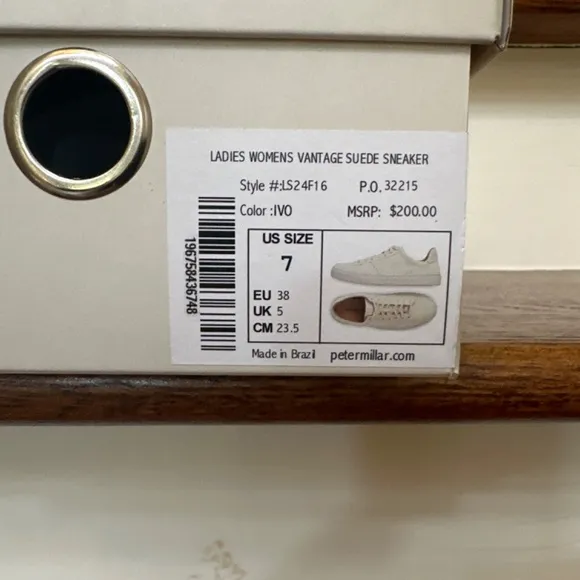 LADIES WOMENS VANTAGE SUEDE SNEAKER
Style #:LS24F16 P.O. 32215
Color :IVO MSRP: $200.00
196758436748
US SIZE
7
EU 38
UK 5
CM 23.5
Made in Brazil petermillar.com